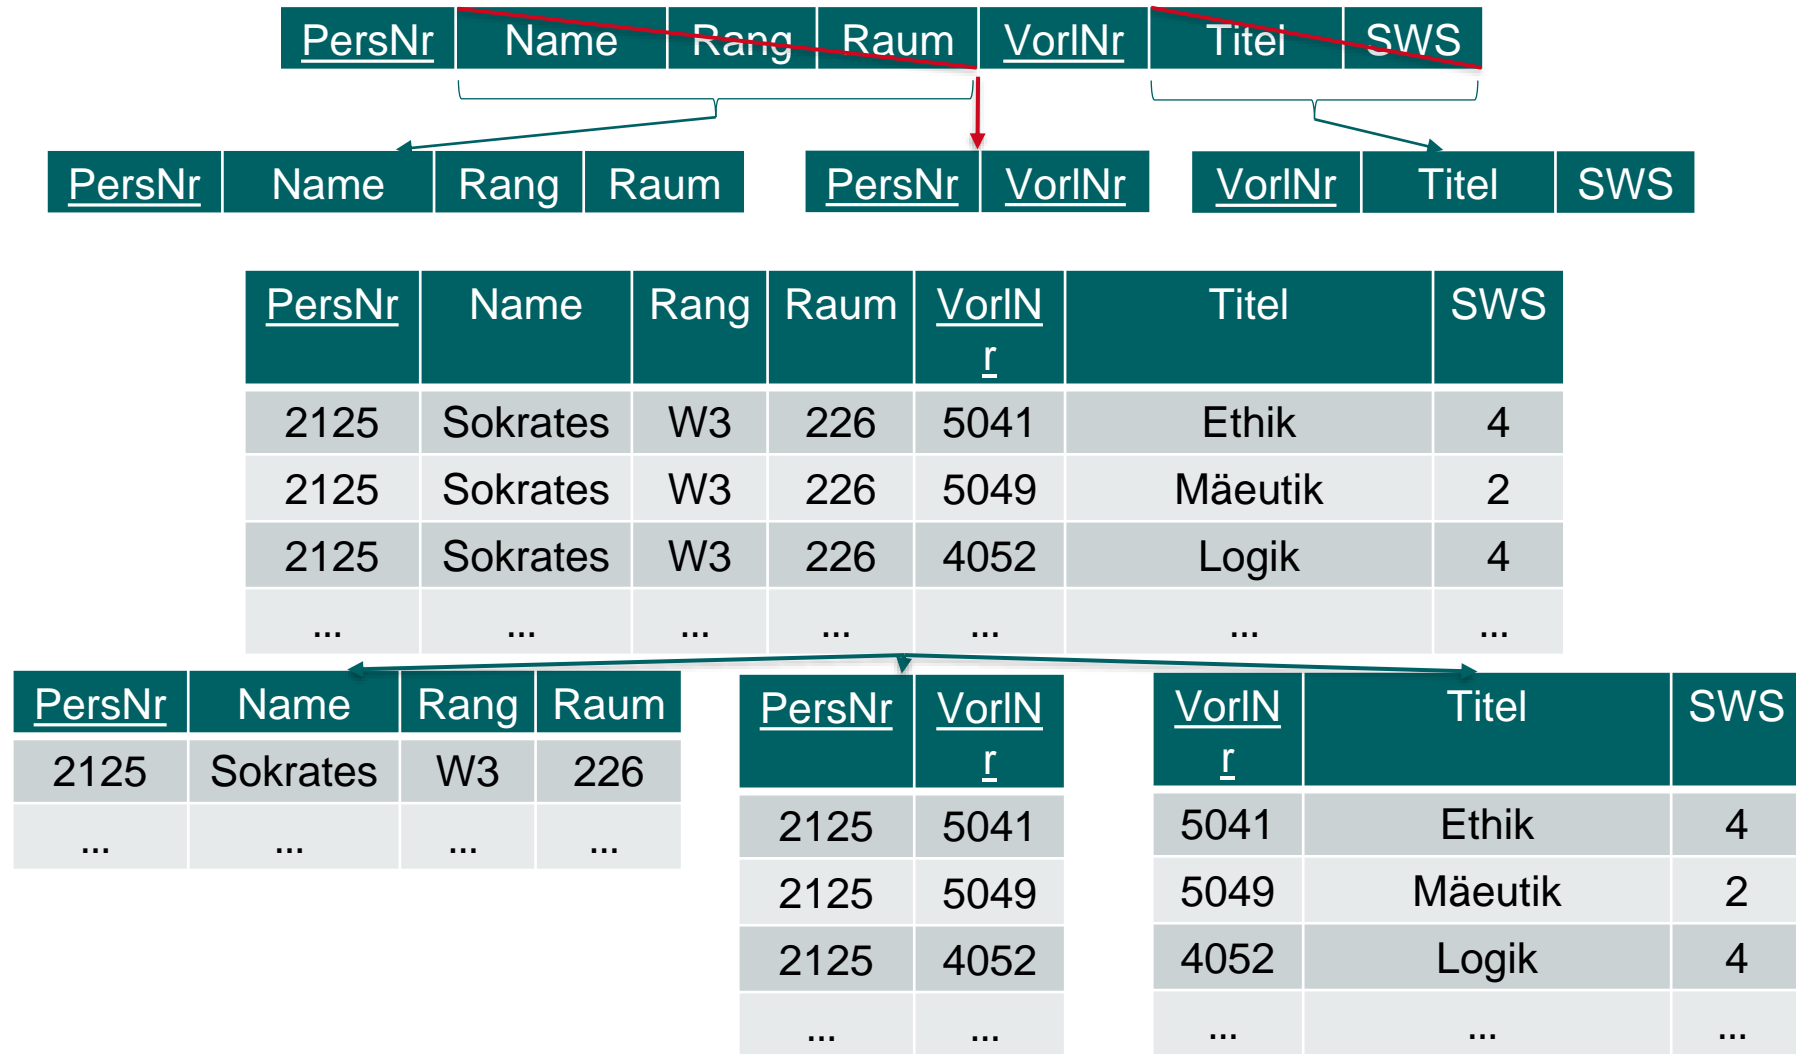 PersNr Name Rang Raum VorlNr Titel SWS
PersNr Name Rang Raum PersNr VorlNr VorlNr Titel SWS
PersNr Name Rang Raum VorlN Titel SWS
r
2125 Sokrates W3 226 5041 Ethik 4
2125 Sokrates W3 226 5049 Mäeutik 2
2125 Sokrates W3 226 4052 Logik 4
... ... ... ... ... ... ...
PersNr Name Rang Raum
2125 Sokrates W3 226
... ... ... ...
PersNr VorlN
r
2125 5041
2125 5049
2125 4052
... ...
VorlN Titel SWS
r
5041 Ethik 4
5049 Mäeutik 2
4052 Logik 4
... ... ...